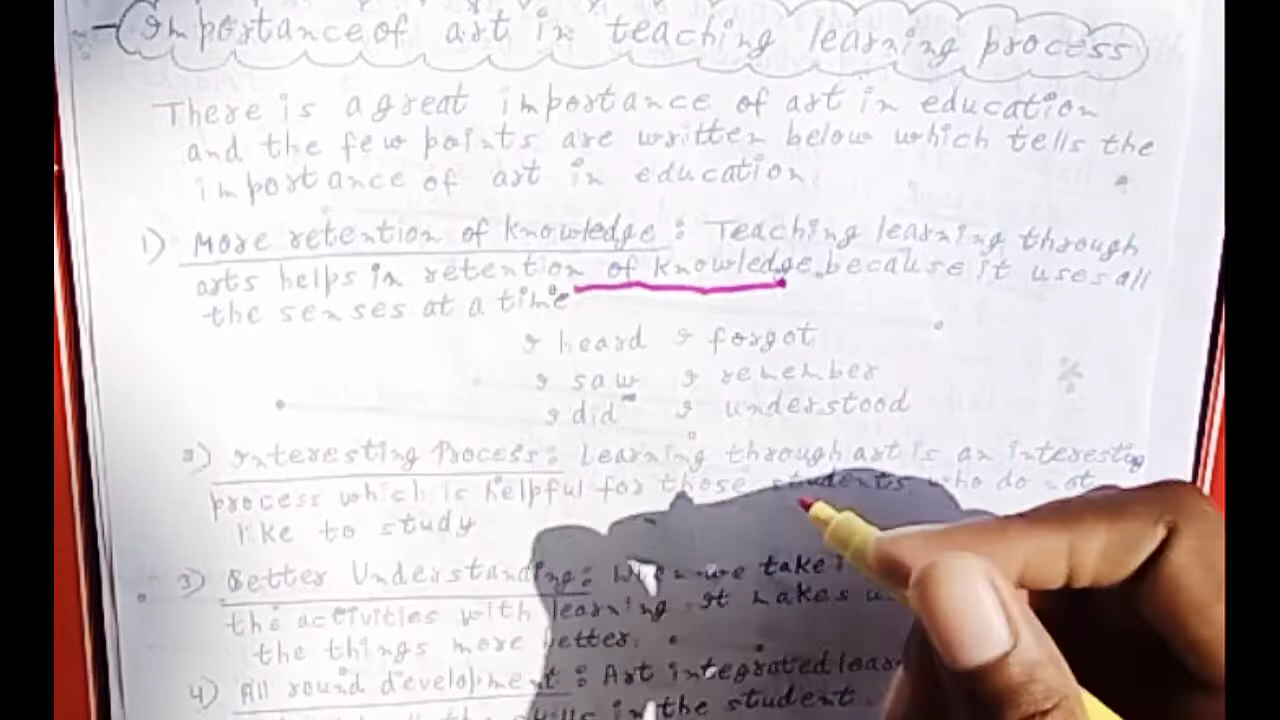 Importance of art in teaching learning process
There is a great importance of art in education
and the few points are written below which tells the
importance of art in education.
1) More retention of knowledge : Teaching learning through
arts helps in retention of knowledge, because it uses all
the senses at a time
I heard I forgot
I saw I remember
I did I understood
2) Interesting Process : Learning through art is an interesting
process which is helpful for those students who do not
like to study
3) Better Understanding : When we take
the activities with learning. It makes
the things more better.
4) All round development : Art integrated
skills in the student.